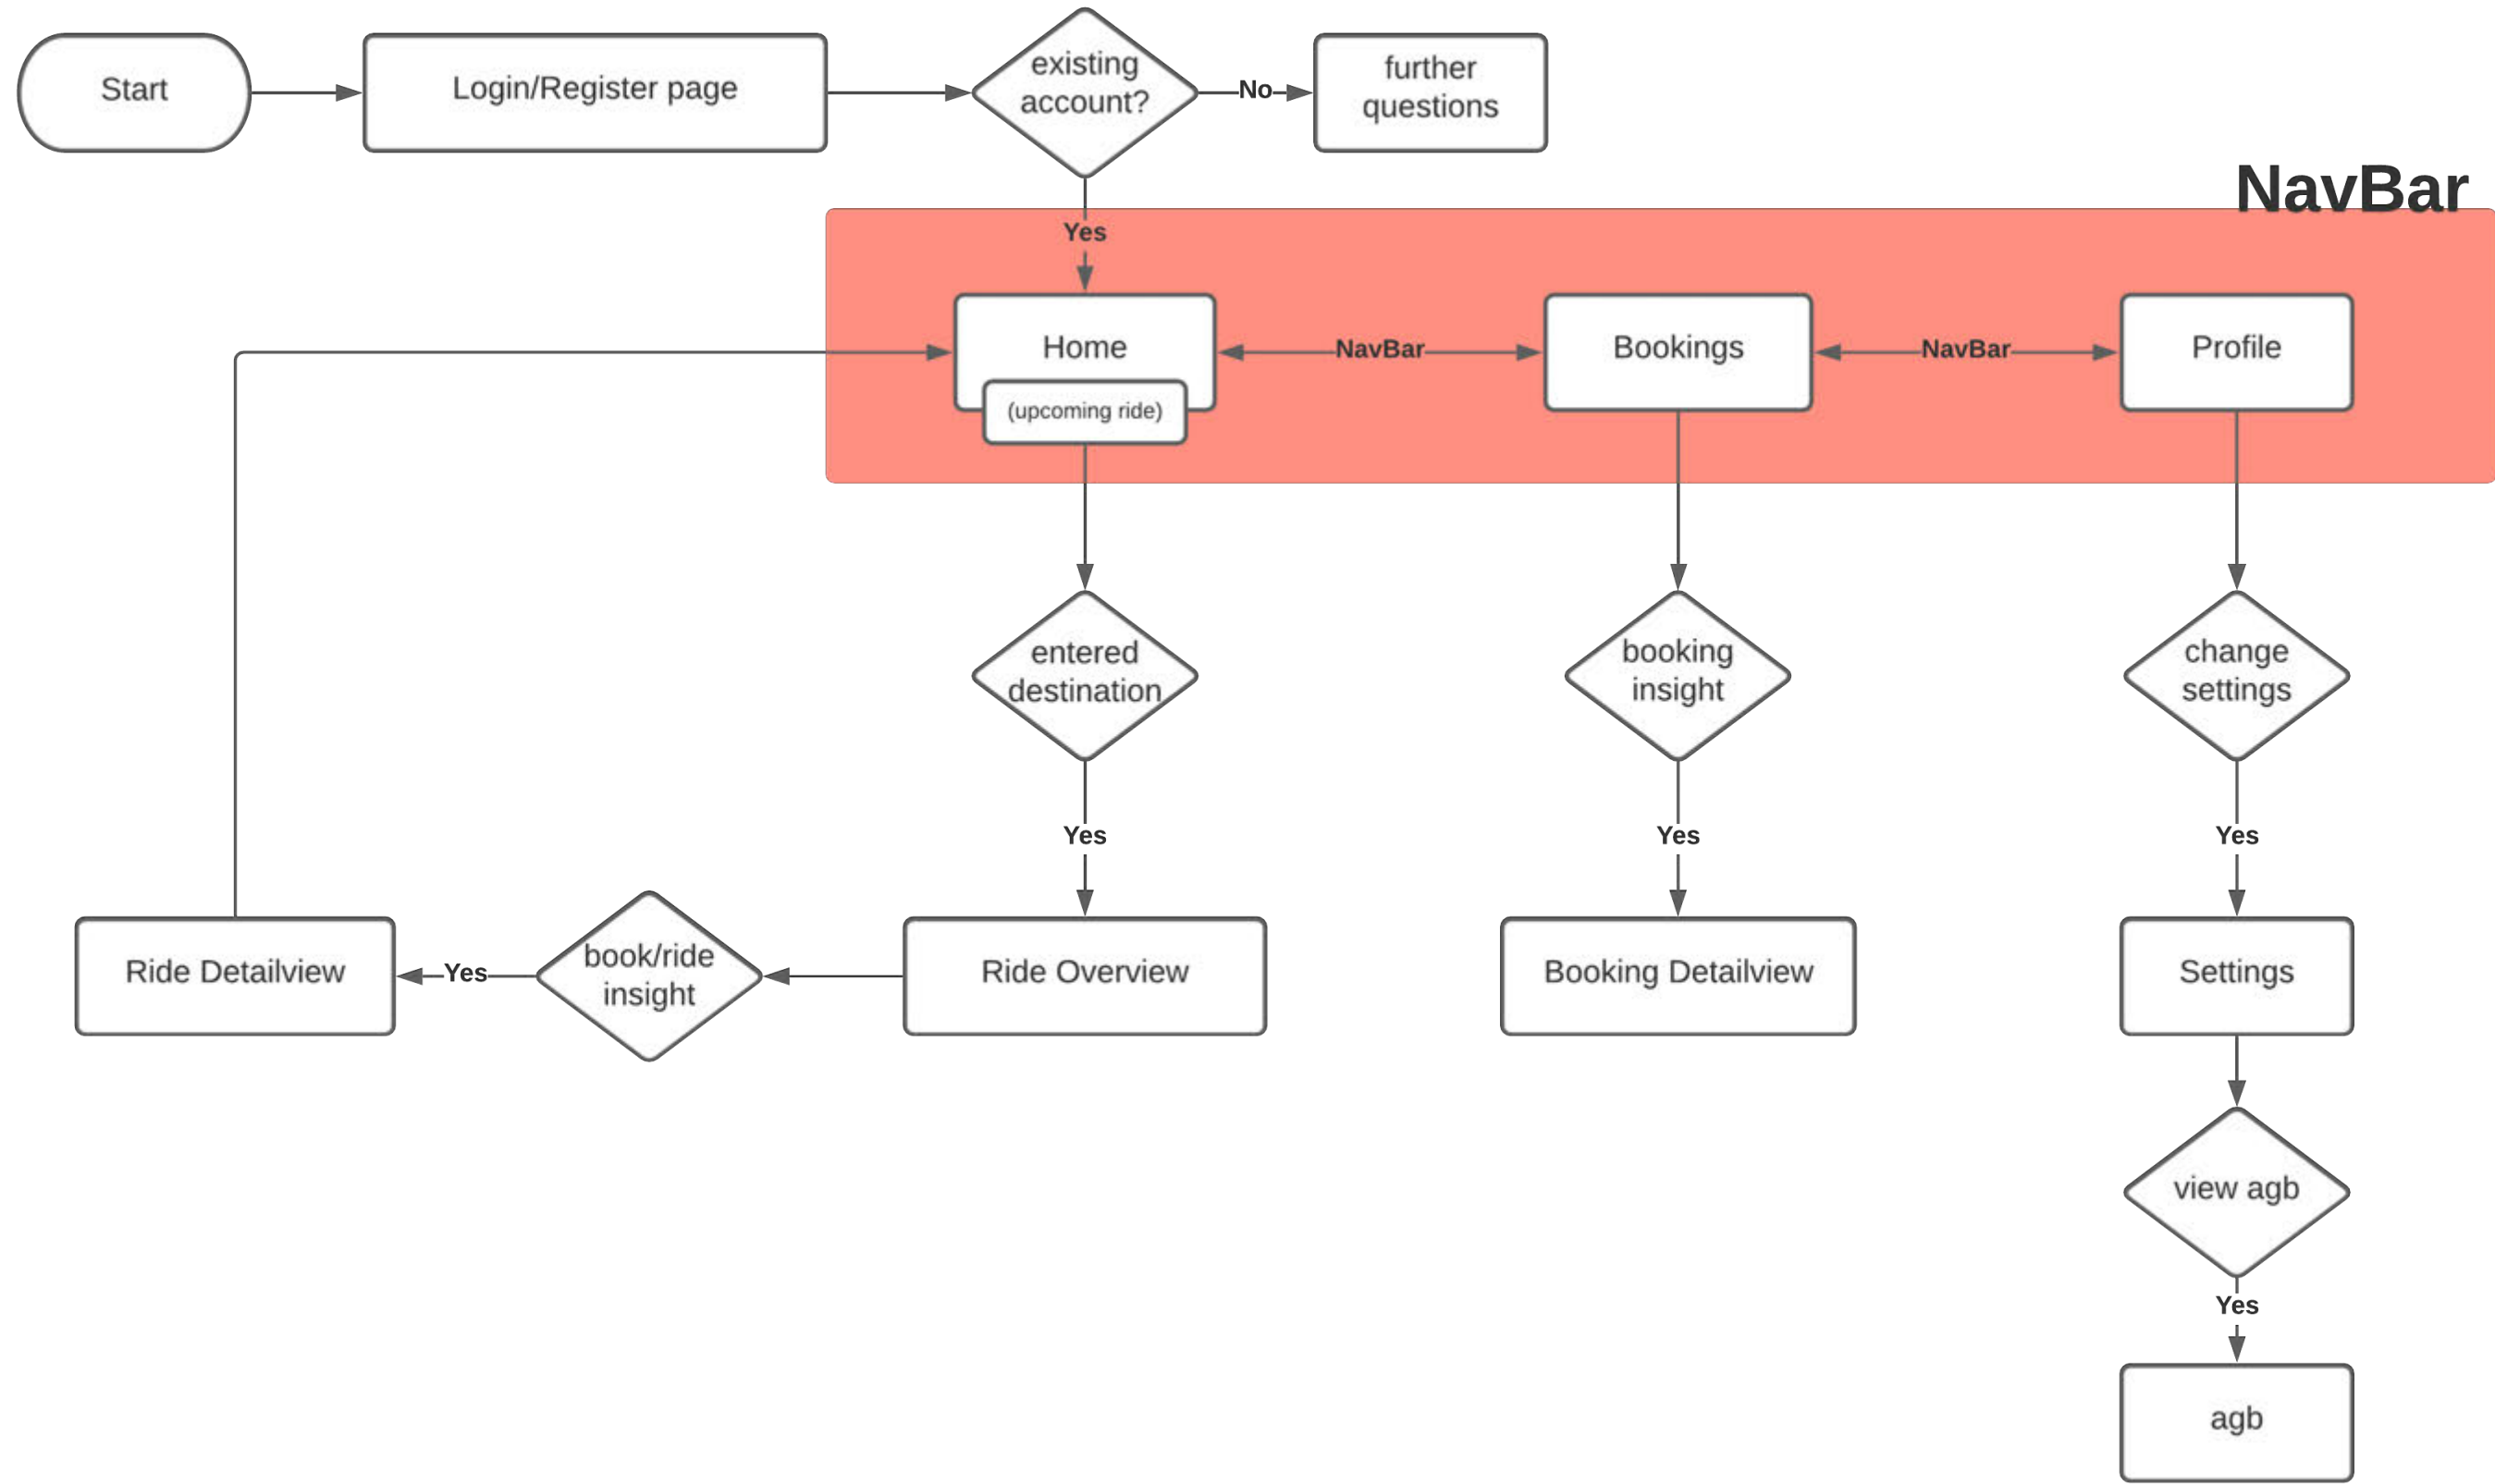 Start
Login/Register page
existing
account?
No
further
questions
NavBar
Yes
Home
(upcoming ride)
NavBar
Bookings
NavBar
Profile
entered
destination
booking
insight
change
settings
Yes
Yes
Yes
Ride Detailview
Yes
book/ride
insight
Ride Overview
Booking Detailview
Settings
view agb
Yes
agb